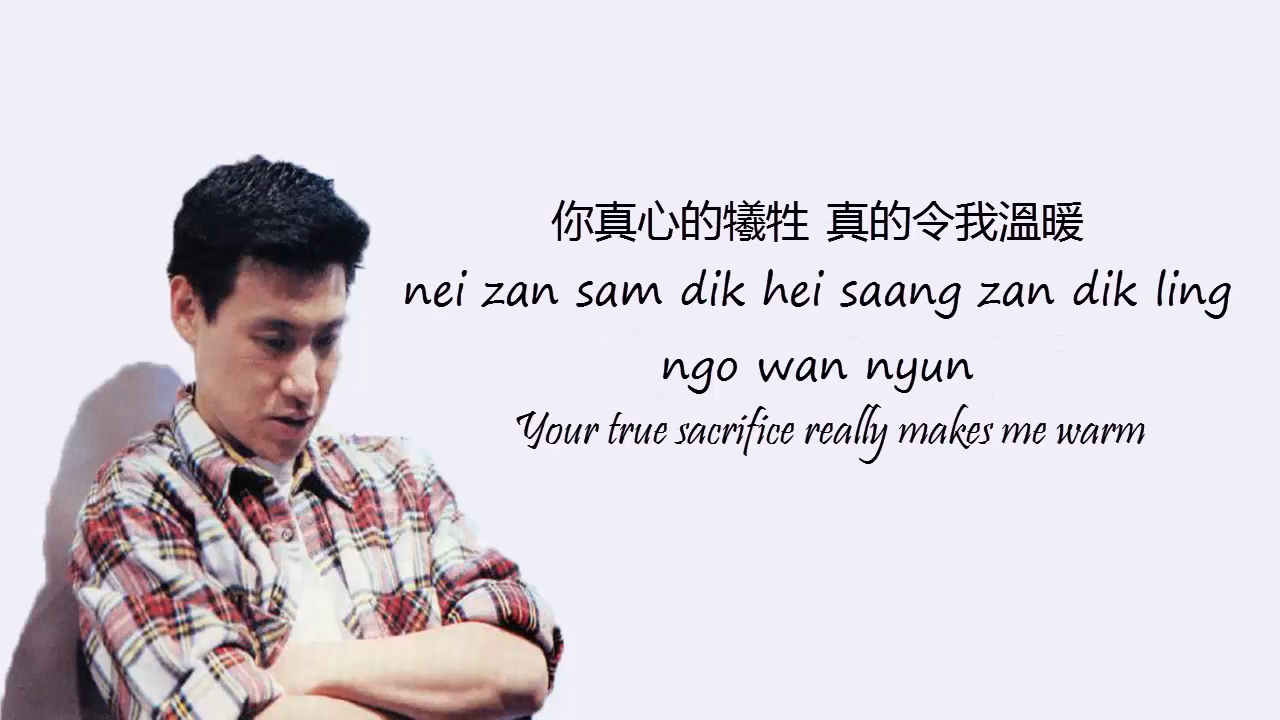 你真心的犧牲 真的令我溫暖
nei zan sam dik hei saang zan dik ling
ngo wan nyun
Your true sacrifice really makes me warm